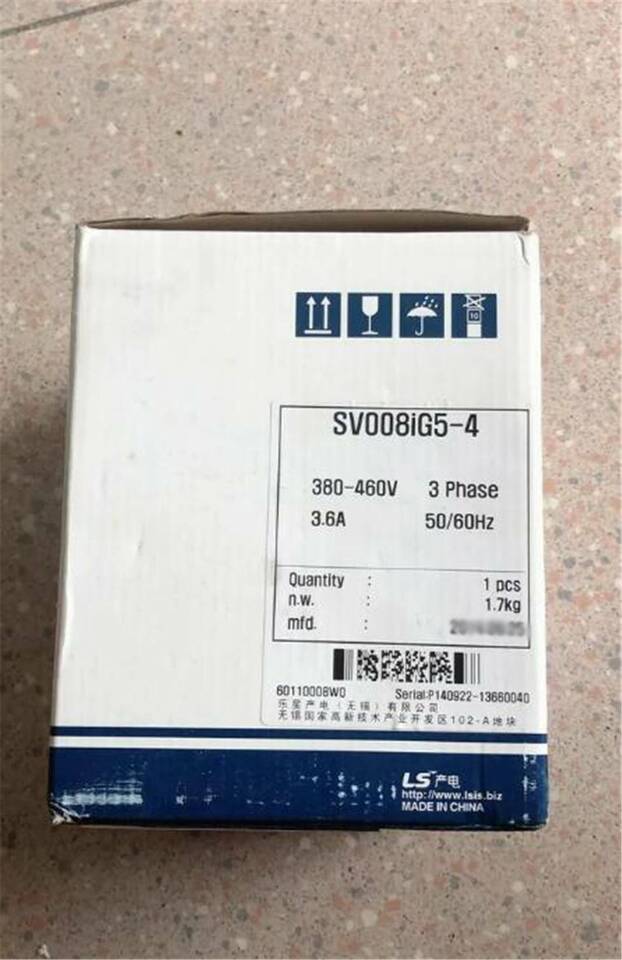 10
SV008iG5-4
380-460V 3 Phase
3.6A 50/60Hz
Quantity : 1 pcs
n.w. : 1.7kg
mfd. :
60110008W0 Serial:P140922-13660040
乐星产电(无锡)有限公司
无锡国家高新技术产业开发区102-A地块
LS产电
http://www.lsis.biz
MADE IN CHINA